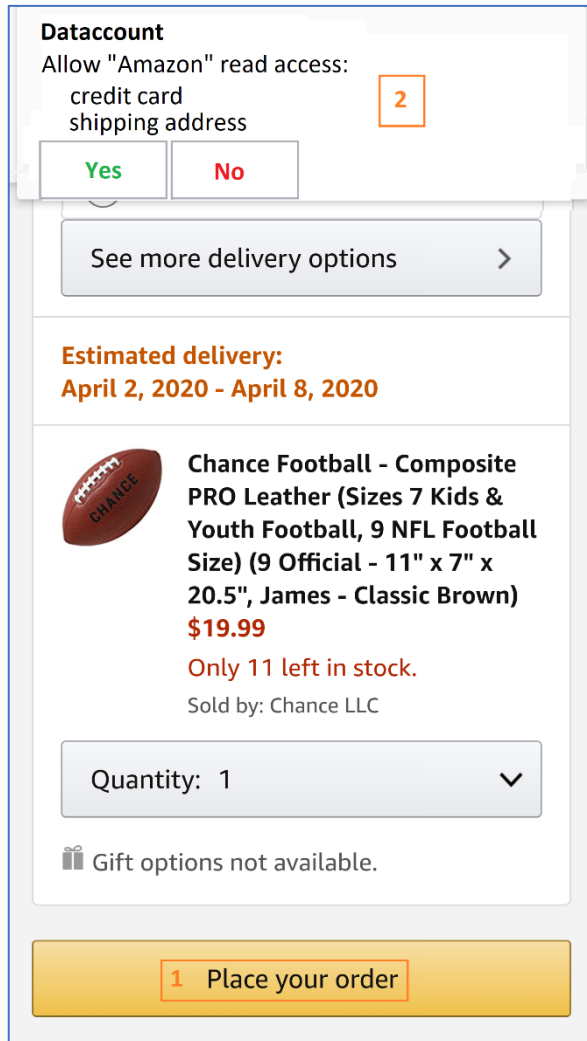 Dataccount
Allow "Amazon" read access:
credit card
shipping address
2
Yes No
See more delivery options
Estimated delivery:
April 2, 2020 - April 8, 2020
CHANCE
Chance Football - Composite
PRO Leather (Sizes 7 Kids &
Youth Football, 9 NFL Football
Size) (9 Official - 11" x 7" x
20.5", James - Classic Brown)
$19.99
Only 11 left in stock.
Sold by: Chance LLC
Quantity: 1
Gift options not available.
1 Place your order